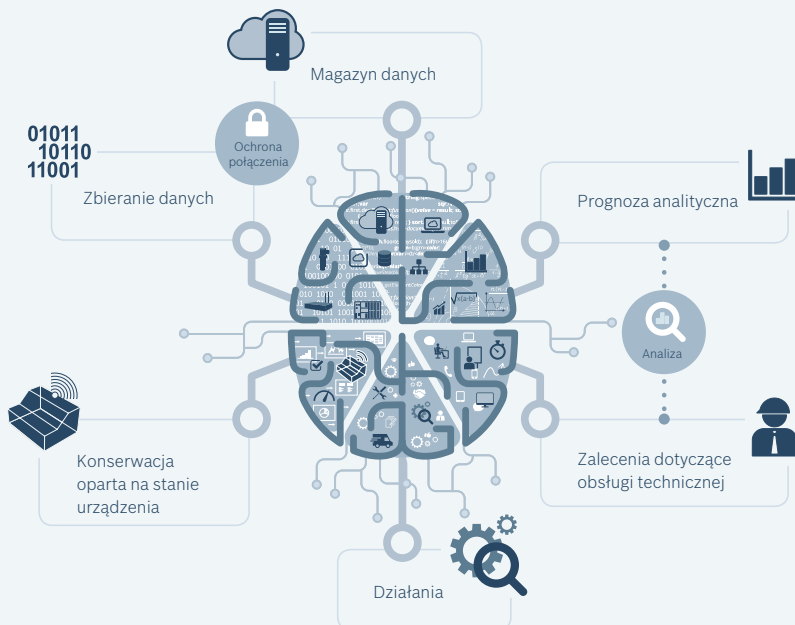 Magazyn danych
01011
10110
11001
Ochrona
połączenia
Zbieranie danych
Prognoza analityczna
Analiza
Konserwacja
oparta na stanie
urządzenia
Zalecenia dotyczące
obsługi technicznej
Działania